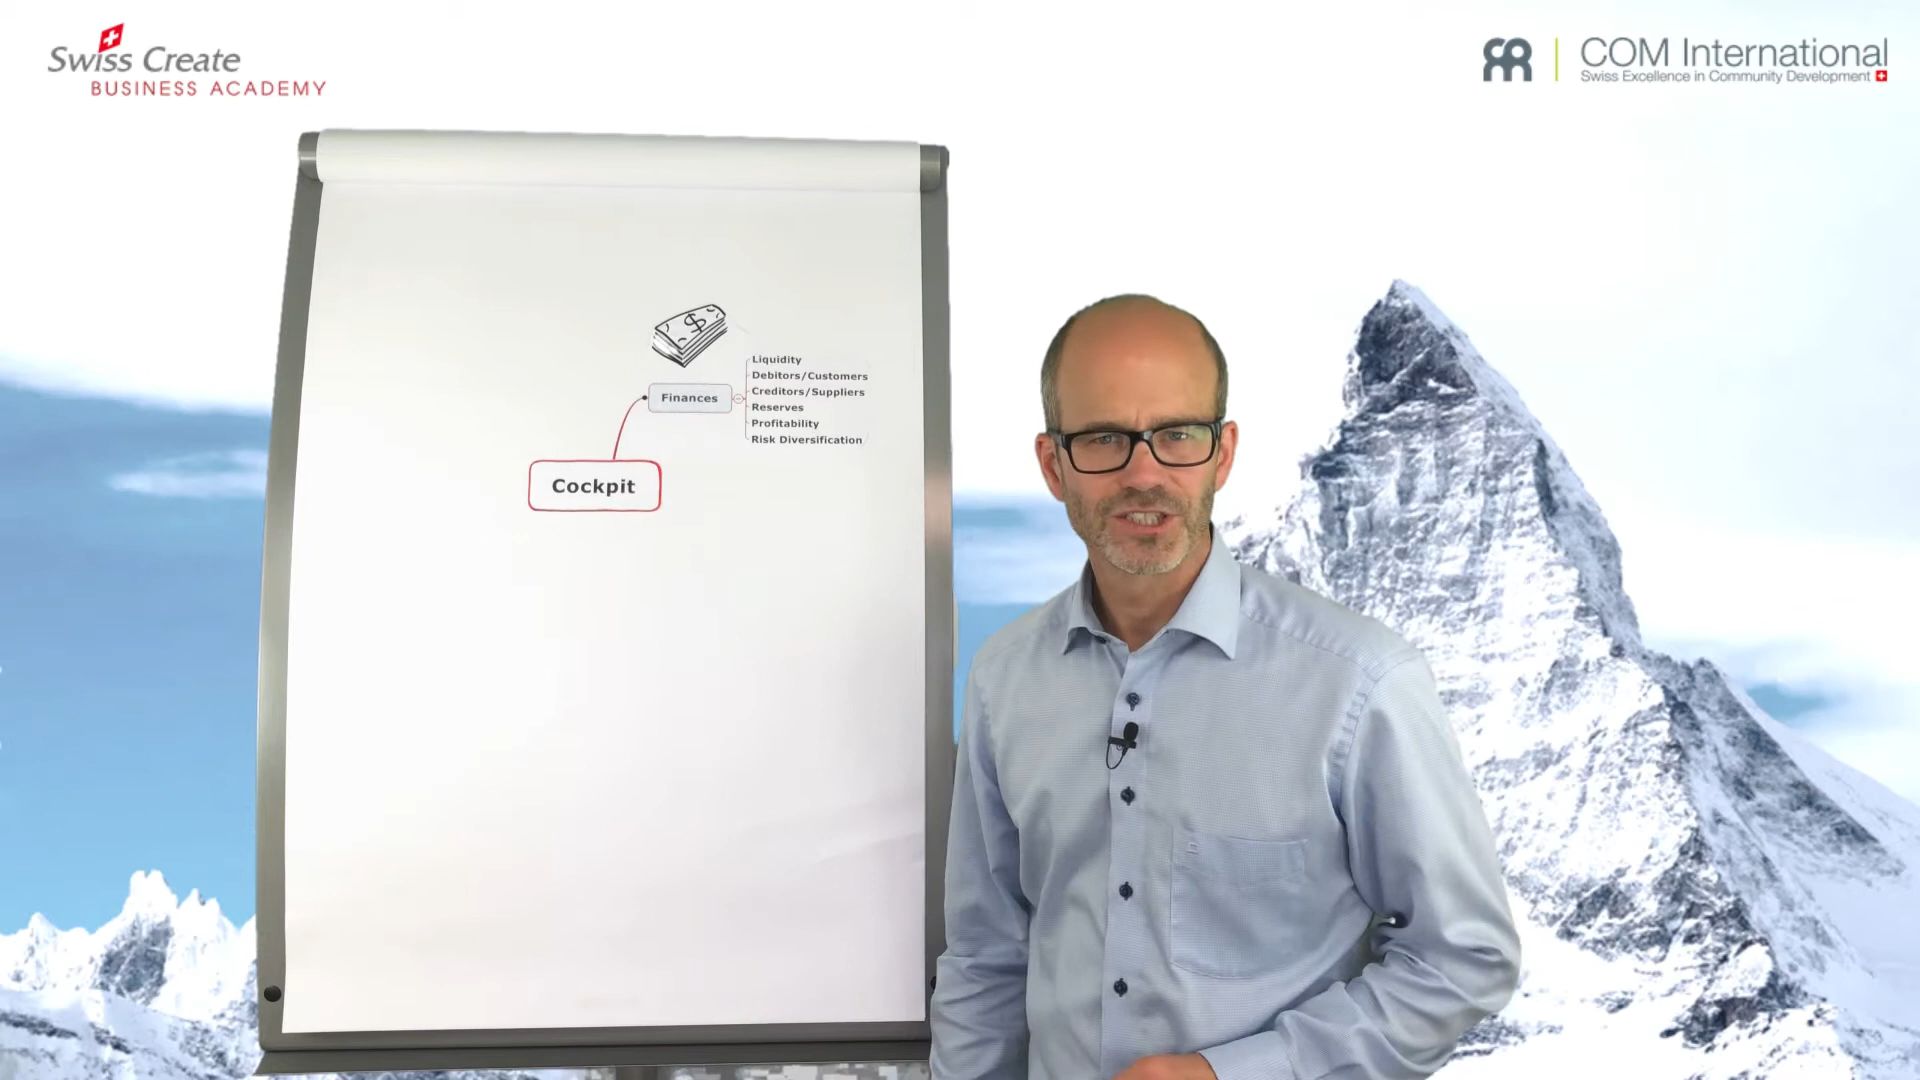 Swiss Create
BUSINESS ACADEMY
COM International
Swiss Excellence in Community Development
$
Liquidity
Debitors/Customers
Creditors/Suppliers
Finances
Reserves
Profitability
Risk Diversification
Cockpit